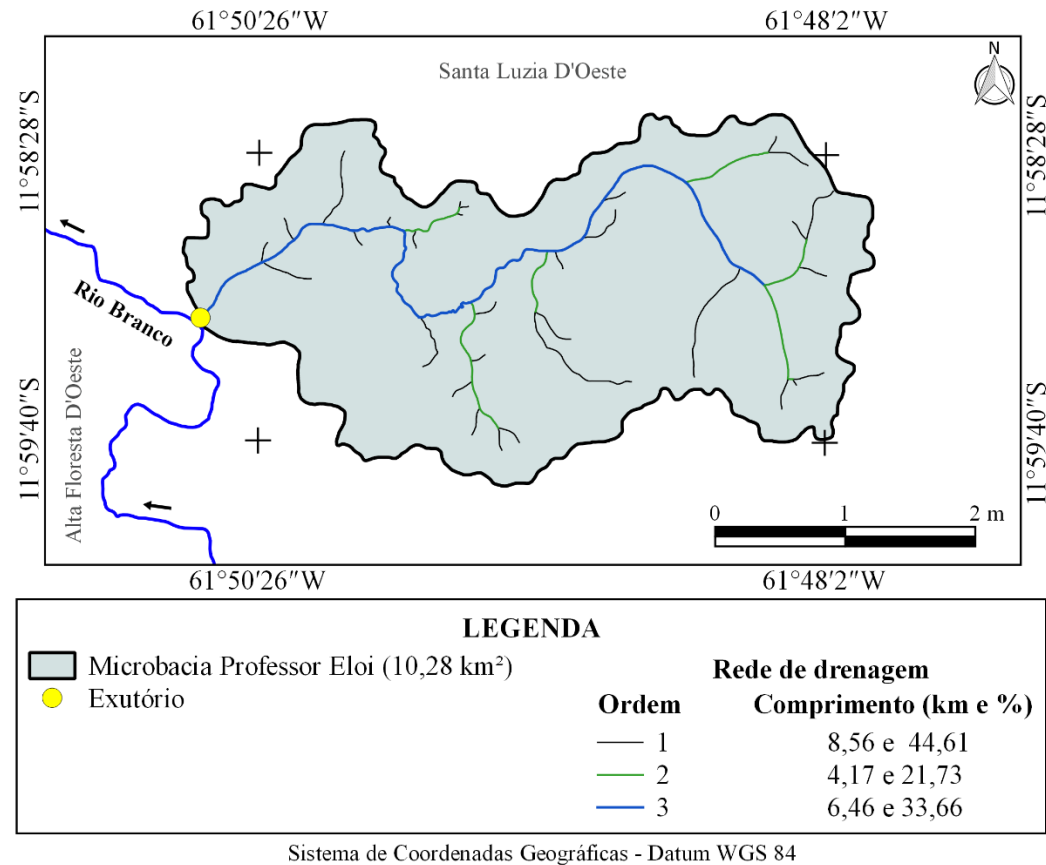 61°50'26"W 61°48'2"W
Santa Luzia D'Oeste
N
11°58'28"S 11°58'28"S
Rio Branco
Alta Floresta D'Oeste
11°59'40"S 11°59'40"S
0 1 2 m
61°50'26"W 61°48'2"W
LEGENDA
Microbacia Professor Eloi (10,28 km²)
Exutório
Rede de drenagem
Ordem Comprimento (km e %)
1 8,56 e 44,61
2 4,17 e 21,73
3 6,46 e 33,66
Sistema de Coordenadas Geográficas - Datum WGS 84